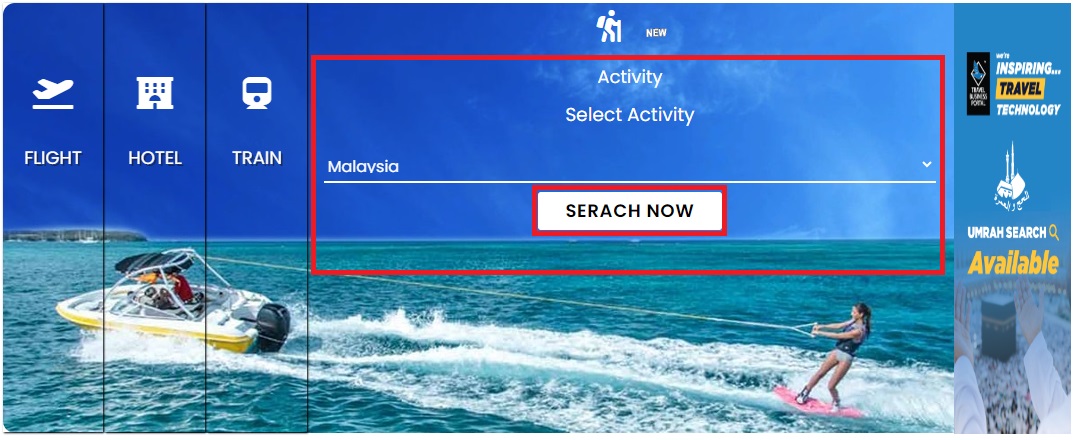 FLIGHT
HOTEL
TRAIN
NEW
Activity
Select Activity
Malaysia
SERACH NOW
we're
INSPIRING...
TRAVEL
TECHNOLOGY
TRAVEL
BUSINESS
PORTAL
UMRAH SEARCH
Available